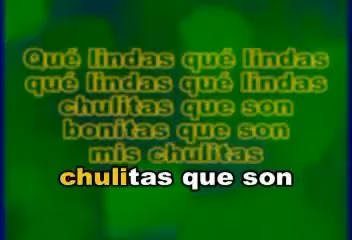 Qué lindas qué lindas
qué lindas qué lindas
chulitas que son
bonitas que son
mis chulitas
chulitas que son